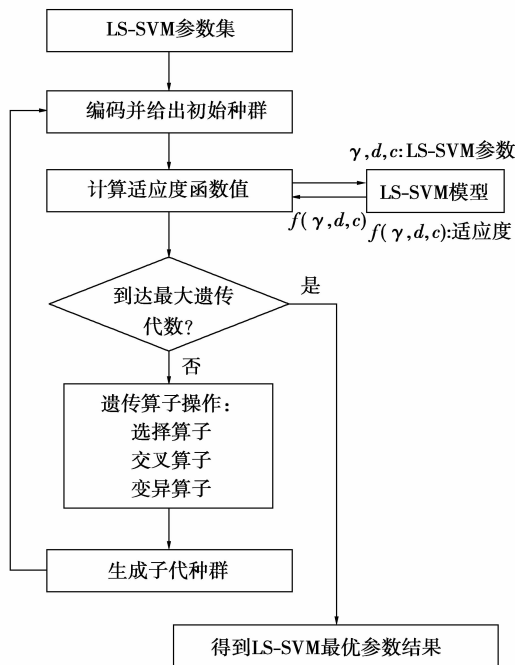 LS-SVM参数集
编码并给出初始种群
γ,d,c:LS-SVM参数
计算适应度函数值
LS-SVM模型
f(γ,d,c)
f(γ,d,c):适应度
到达最大遗传
代数?
是
否
遗传算子操作:
选择算子
交叉算子
变异算子
生成子代种群
得到LS-SVM最优参数结果